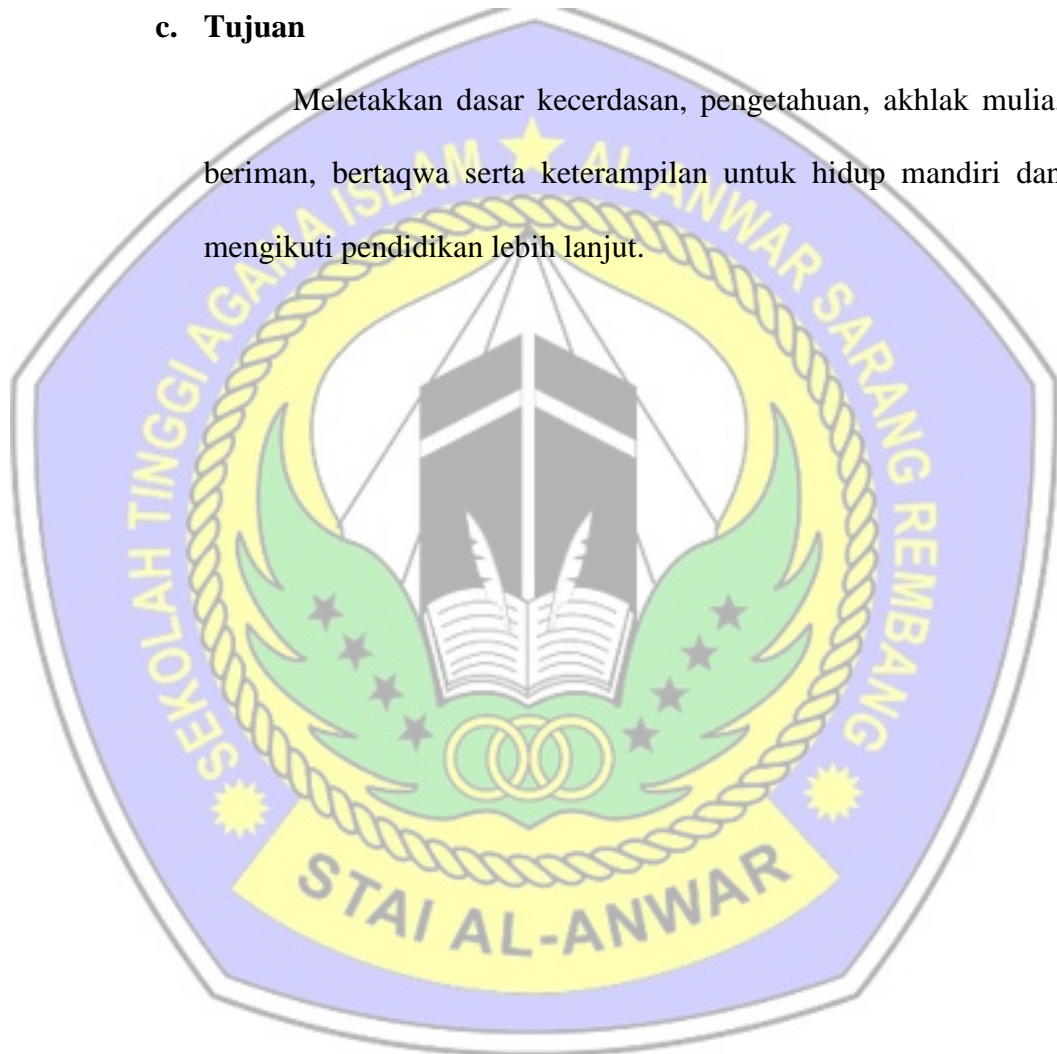 c. Tujuan
Meletakkan dasar kecerdasan, pengetahuan, akhlak mulia,
beriman, bertaqwa serta keterampilan untuk hidup mandiri dan
mengikuti pendidikan lebih lanjut.
SEKOLAH TINGGI AGAMA ISLAM AL-ANWAR SARANG REMBANG
STAI AL-ANWAR